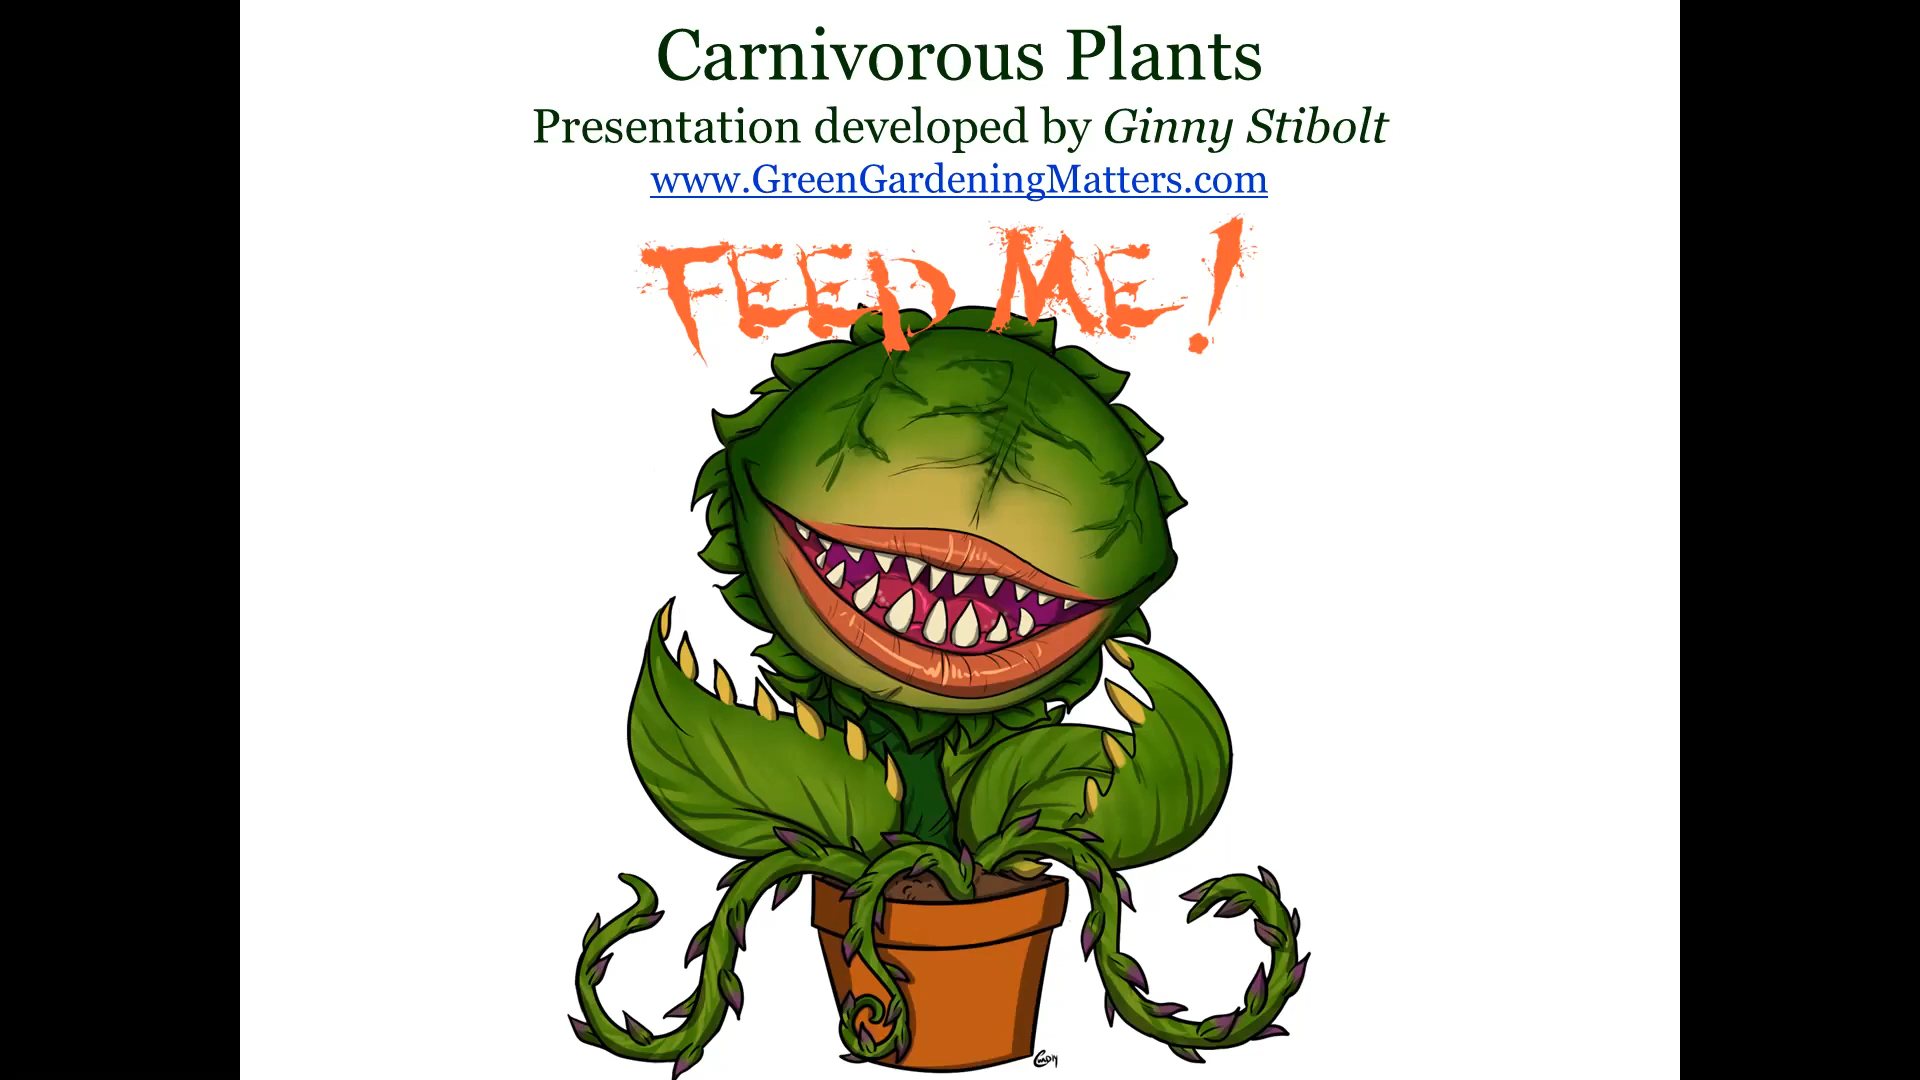 Carnivorous Plants
Presentation developed by Ginny Stibolt
www.GreenGardeningMatters.com
FEED ME!